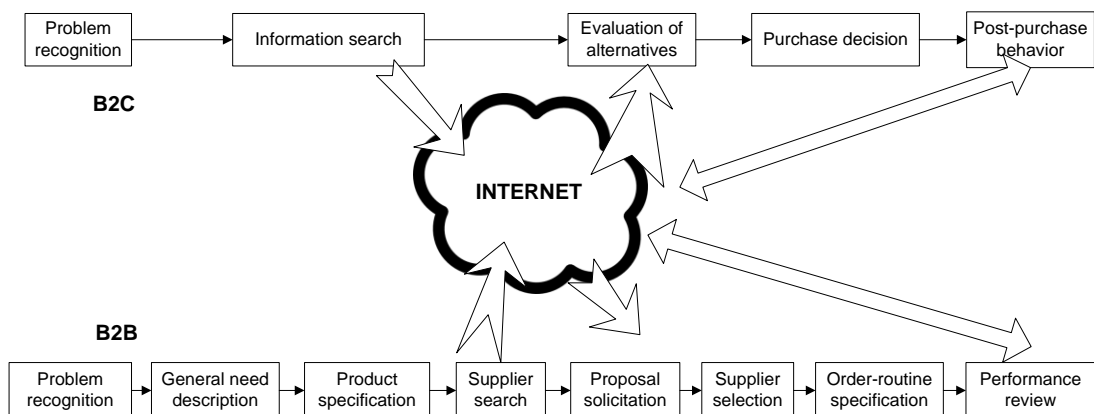 Problem
recognition
Information search
Evaluation of
alternatives
Purchase decision
Post-purchase
behavior
B2C
INTERNET
B2B
Problem
recognition
General need
description
Product
specification
Supplier
search
Proposal
solicitation
Supplier
selection
Order-routine
specification
Performance
review